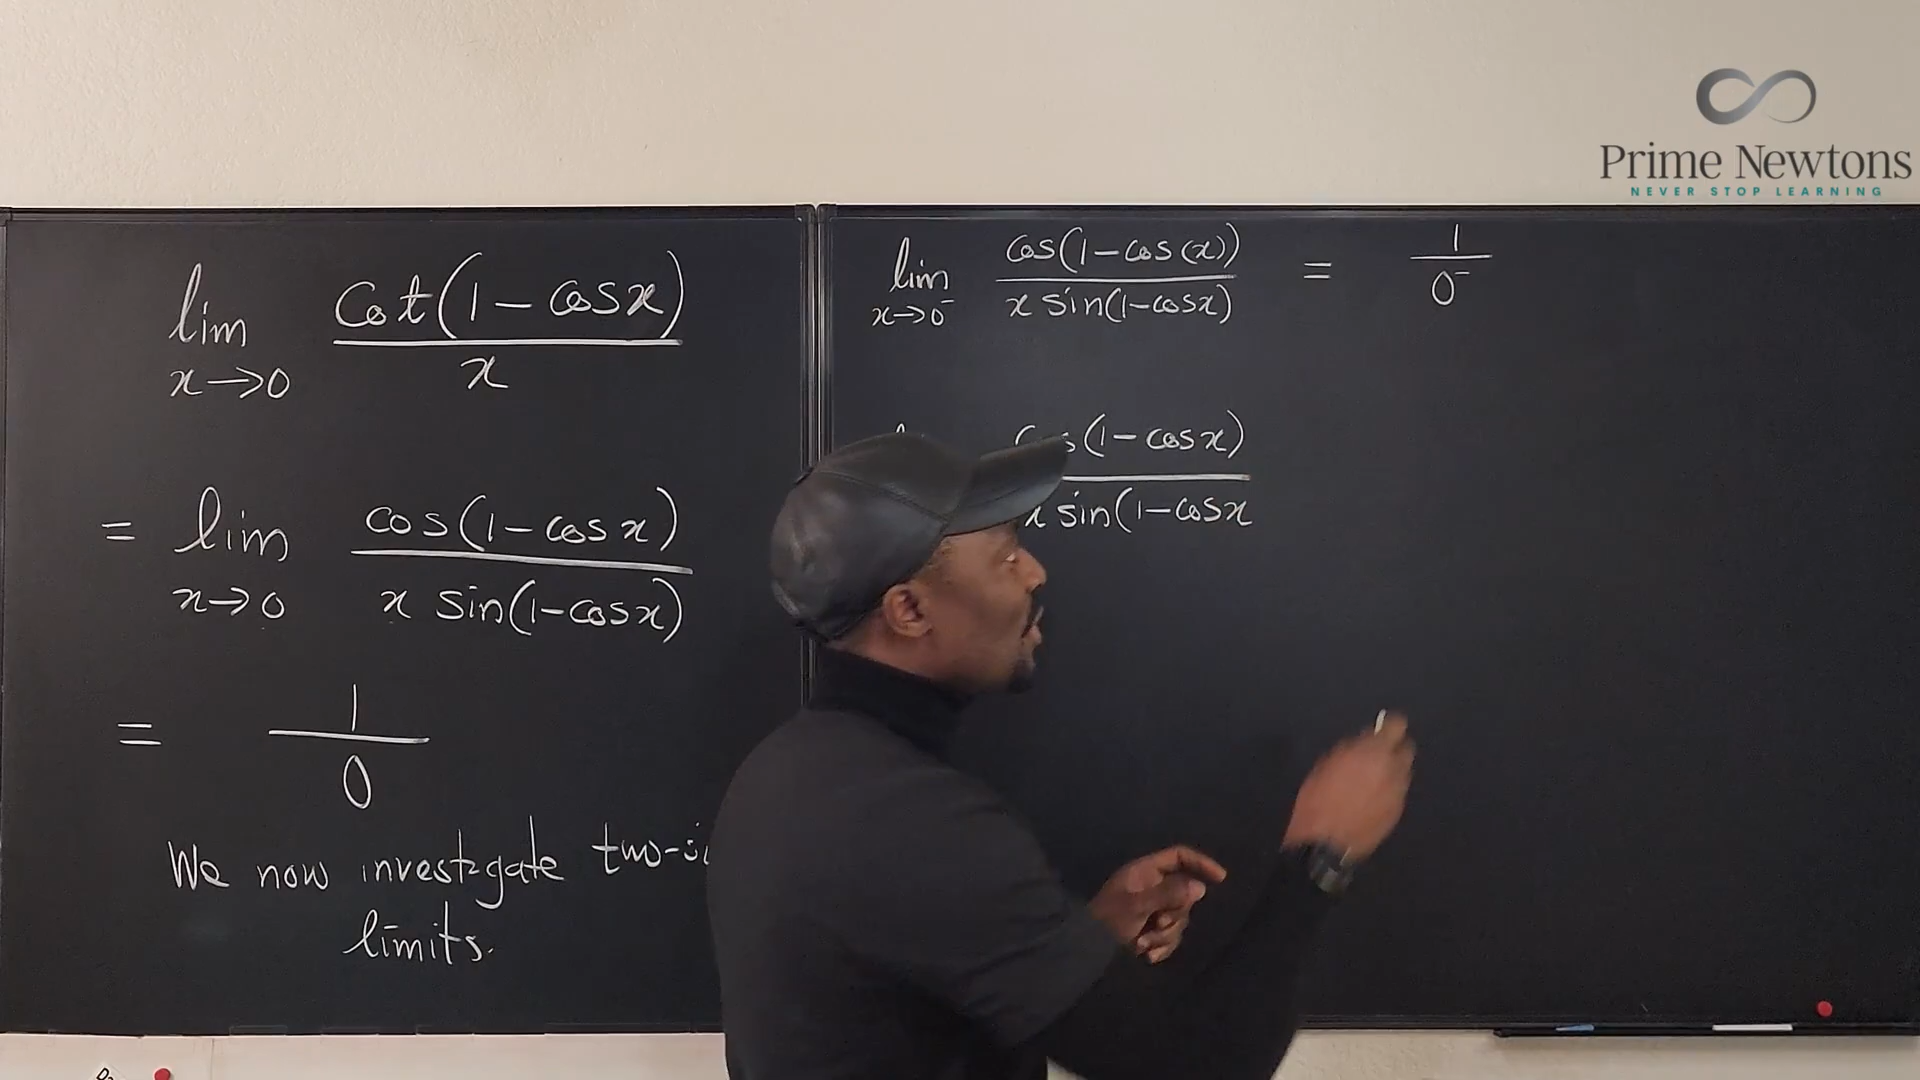 Prime Newtons
NEVER STOP LEARNING
lim x→0 Cot(1 - cos x) / x
= lim x→0 cos(1 - cos x) / x sin(1 - cos x)
= 1 / 0
We now investigate
limits.
lim x→0⁻ cos(1 - cos(x)) / x sin(1 - cos x) = 1 / 0⁻
(1 - cos x) / x sin(1 - cos x